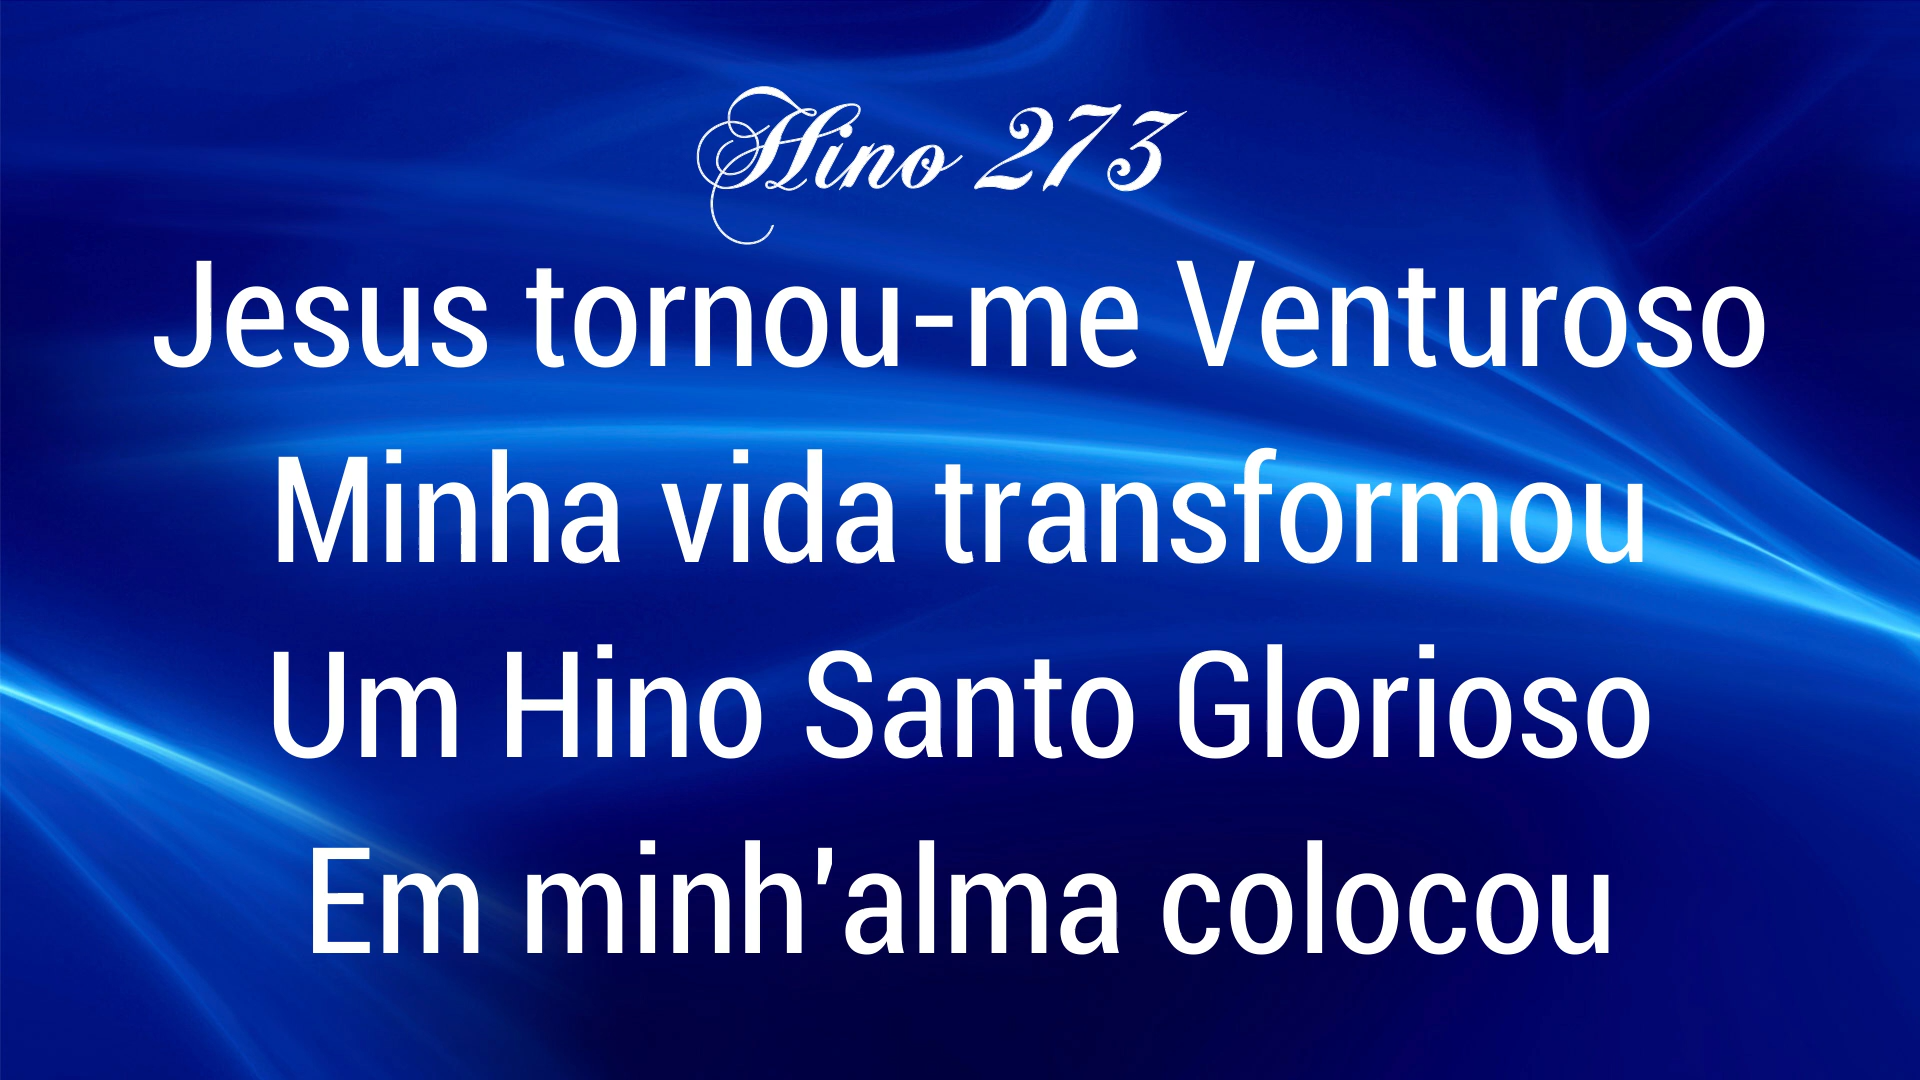 Hino 273
Jesus tornou-me Venturoso
Minha vida transformou
Um Hino Santo Glorioso
Em minh'alma colocou